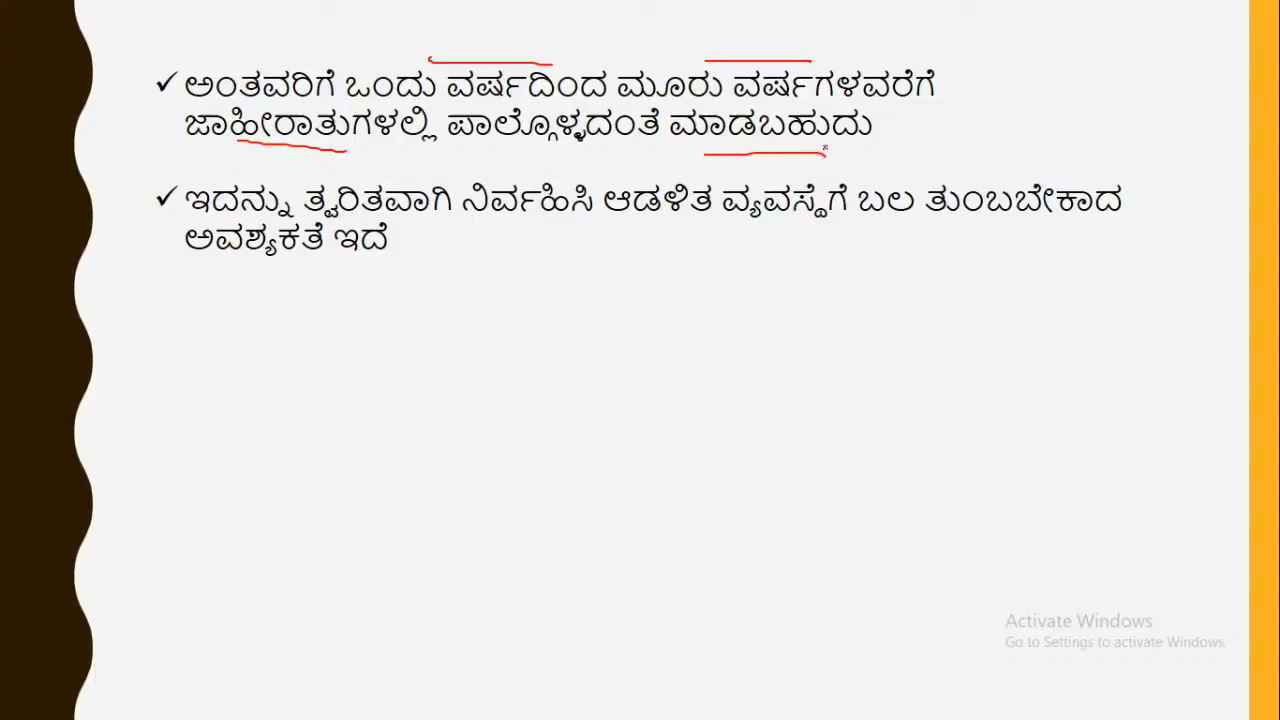 ✓ ಅಂತವರಿಗೆ ಒಂದು ವರ್ಷದಿಂದ ಮೂರು ವರ್ಷಗಳವರೆಗೆ
ಜಾಹೀರಾತುಗಳಲ್ಲಿ ಪಾಲ್ಗೊಳ್ಳದಂತೆ ಮಾಡಬಹುದು
✓ ಇದನ್ನು ತ್ವರಿತವಾಗಿ ನಿರ್ವಹಿಸಿ ಆಡಳಿತ ವ್ಯವಸ್ಥೆಗೆ ಬಲ ತುಂಬಬೇಕಾದ
ಅವಶ್ಯಕತೆ ಇದೆ
Activate Windows
Go to Settings to activate Windows.